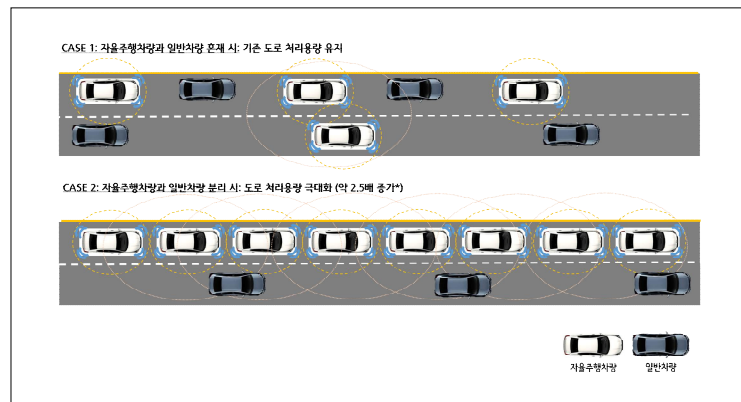 CASE 1: 자율주행차량과 일반차량 혼재 시: 기존 도로 처리용량 유지
CASE 2: 자율주행차량과 일반차량 분리 시: 도로 처리용량 극대화 (약 2.5배 증가*)
자율주행차량
일반차량